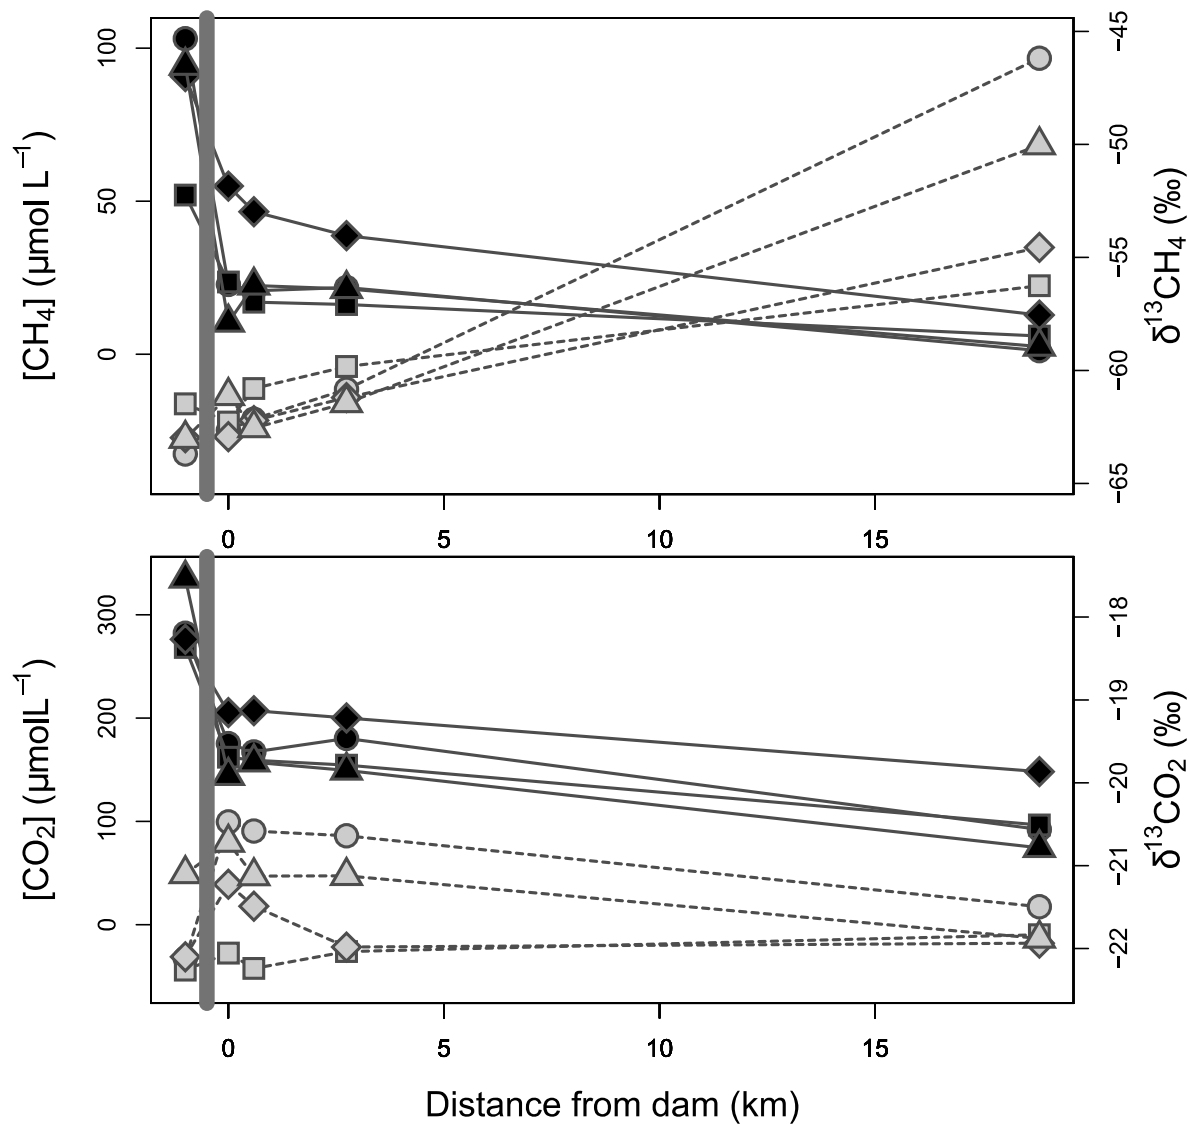 100
50
0
[CH₄] (μmol L⁻¹)
−45
−50
−55
−60
−65
δ¹³CH₄ (‰)
0 5 10 15
300
200
100
0
[CO₂] (μmolL⁻¹)
−18
−19
−20
−21
−22
δ¹³CO₂ (‰)
0 5 10 15
Distance from dam (km)